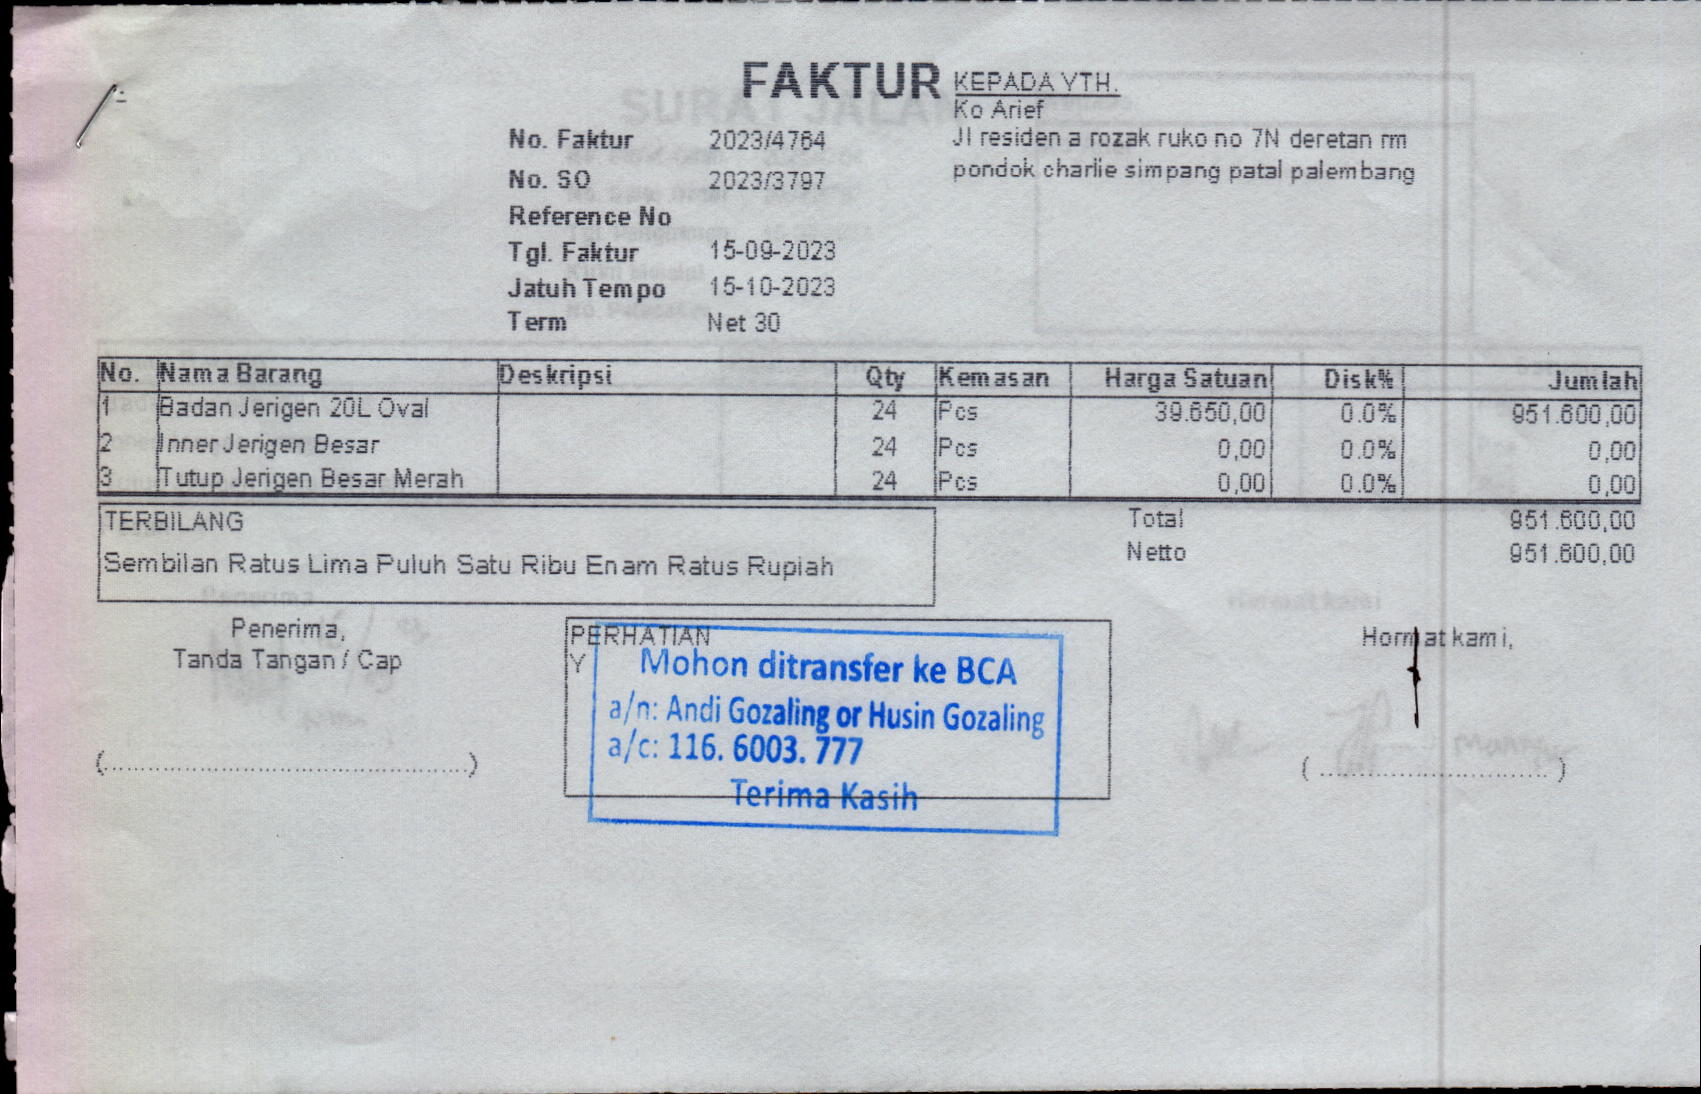 FAKTUR
KEPADA YTH.
Ko Arief
Jl residen a rozak ruko no 7N deretan rm
pondok charlie simpang patal palembang
No. Faktur 2023/4764
No. SO 2023/3797
Reference No
Tgl. Faktur 15-09-2023
Jatuh Tempo 15-10-2023
Term Net 30
No. Nama Barang Deskripsi Qty Kemasan Harga Satuan Disk% Jumlah
1 Badan Jerigen 20L Oval 24 Pcs 39.650,00 0.0% 951.600,00
2 Inner Jerigen Besar 24 Pcs 0,00 0.0% 0,00
3 Tutup Jerigen Besar Merah 24 Pcs 0,00 0.0% 0,00
TERBILANG
Sembilan Ratus Lima Puluh Satu Ribu Enam Ratus Rupiah
Total 951.600,00
Netto 951.600,00
Penerima,
Tanda Tangan / Cap
(................................................)
PERHATIAN
Y
Mohon ditransfer ke BCA
a/n: Andi Gozaling or Husin Gozaling
a/c: 116. 6003. 777
Terima Kasih
Hormat kami,
( .............................. )
SURAT JALAN